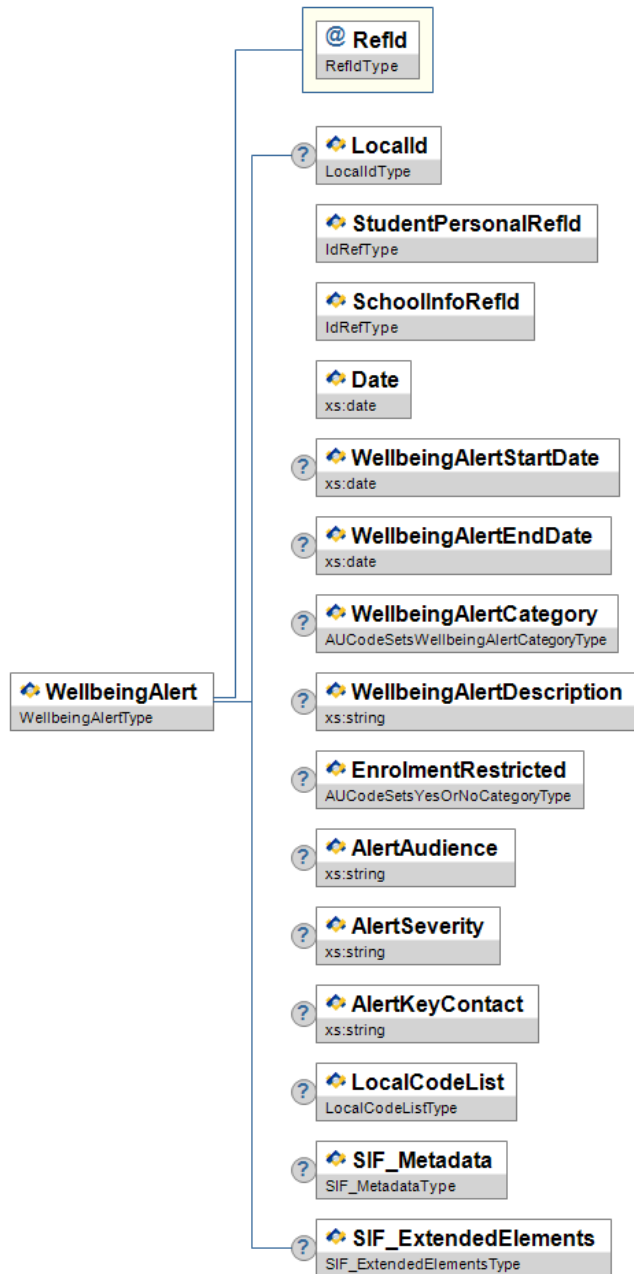 @ RefId
RefIdType
? LocalId
LocalIdType
StudentPersonalRefId
IdRefType
SchoolInfoRefId
IdRefType
Date
xs:date
? WellbeingAlertStartDate
xs:date
? WellbeingAlertEndDate
xs:date
? WellbeingAlertCategory
AUCodeSetsWellbeingAlertCategoryType
WellbeingAlert
WellbeingAlertType
? WellbeingAlertDescription
xs:string
? EnrolmentRestricted
AUCodeSetsYesOrNoCategoryType
? AlertAudience
xs:string
? AlertSeverity
xs:string
? AlertKeyContact
xs:string
? LocalCodeList
LocalCodeListType
? SIF_Metadata
SIF_MetadataType
? SIF_ExtendedElements
SIF_ExtendedElementsType